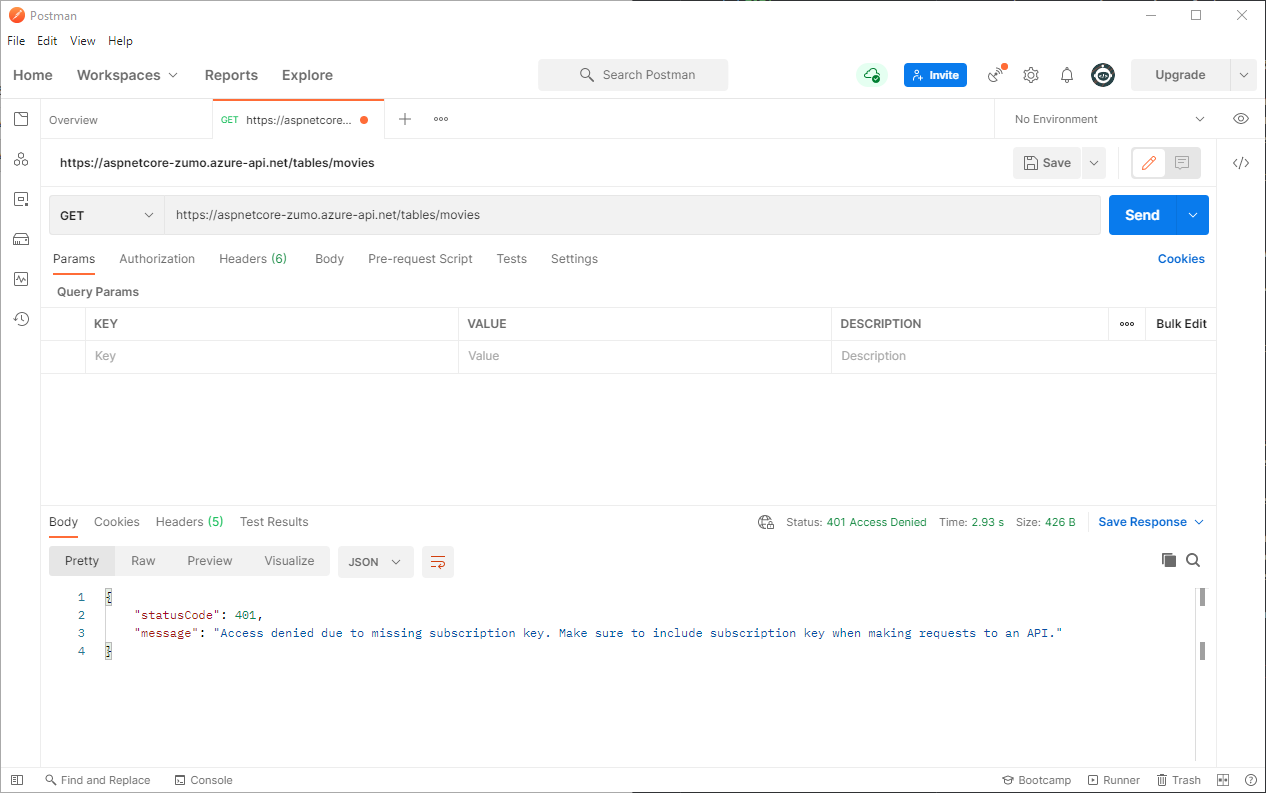 Postman
File Edit View Help
Home Workspaces Reports Explore Search Postman Invite Upgrade
Overview GET https://aspnetcore... No Environment
https://aspnetcore-zumo.azure-api.net/tables/movies Save
GET https://aspnetcore-zumo.azure-api.net/tables/movies Send
Params Authorization Headers (6) Body Pre-request Script Tests Settings Cookies
Query Params
KEY VALUE DESCRIPTION Bulk Edit
Key Value Description
Body Cookies Headers (5) Test Results Status: 401 Access Denied Time: 2.93 s Size: 426 B Save Response
Pretty Raw Preview Visualize JSON
1 {
2 "statusCode": 401,
3 "message": "Access denied due to missing subscription key. Make sure to include subscription key when making requests to an API."
4 }
Find and Replace Console Bootcamp Runner Trash